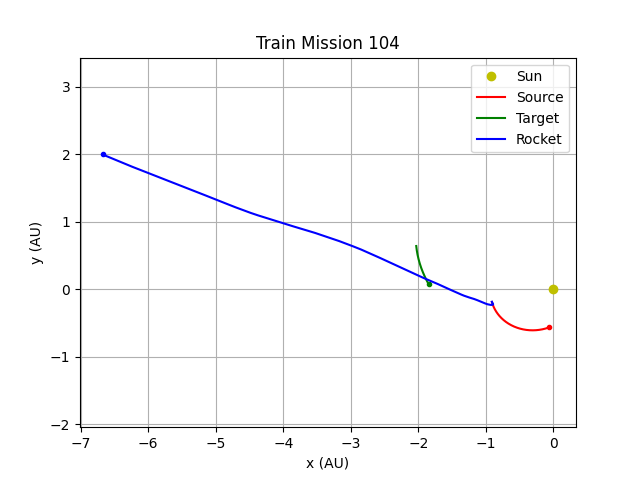 Train Mission 104
Sun
Source
Target
Rocket
3
2
1
0
−1
−2
y (AU)
−7
−6
−5
−4
−3
−2
−1
0
x (AU)